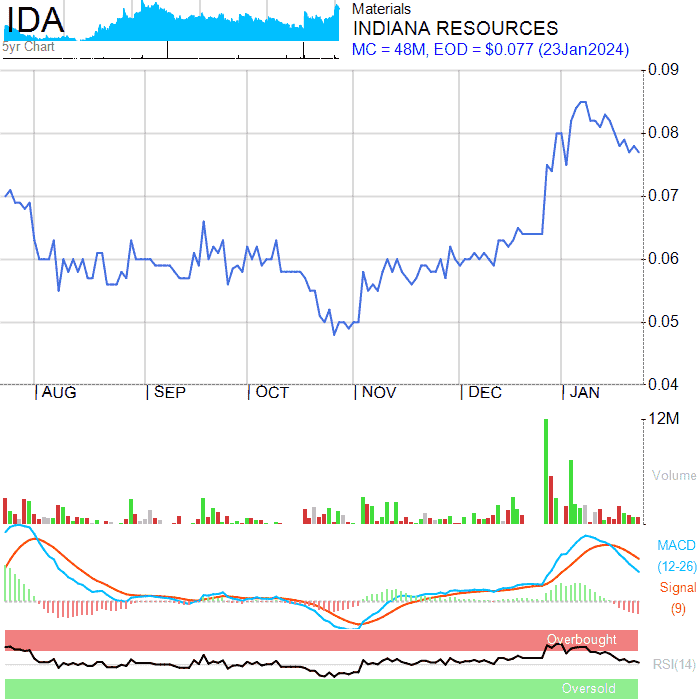 IDA
5yr Chart
Materials
INDIANA RESOURCES
MC = 48M, EOD = $0.077 (23Jan2024)
0.09
0.08
0.07
0.06
0.05
0.04
AUG SEP OCT NOV DEC JAN
12M
Volume
MACD
(12-26)
Signal
(9)
Overbought
RSI(14)
Oversold